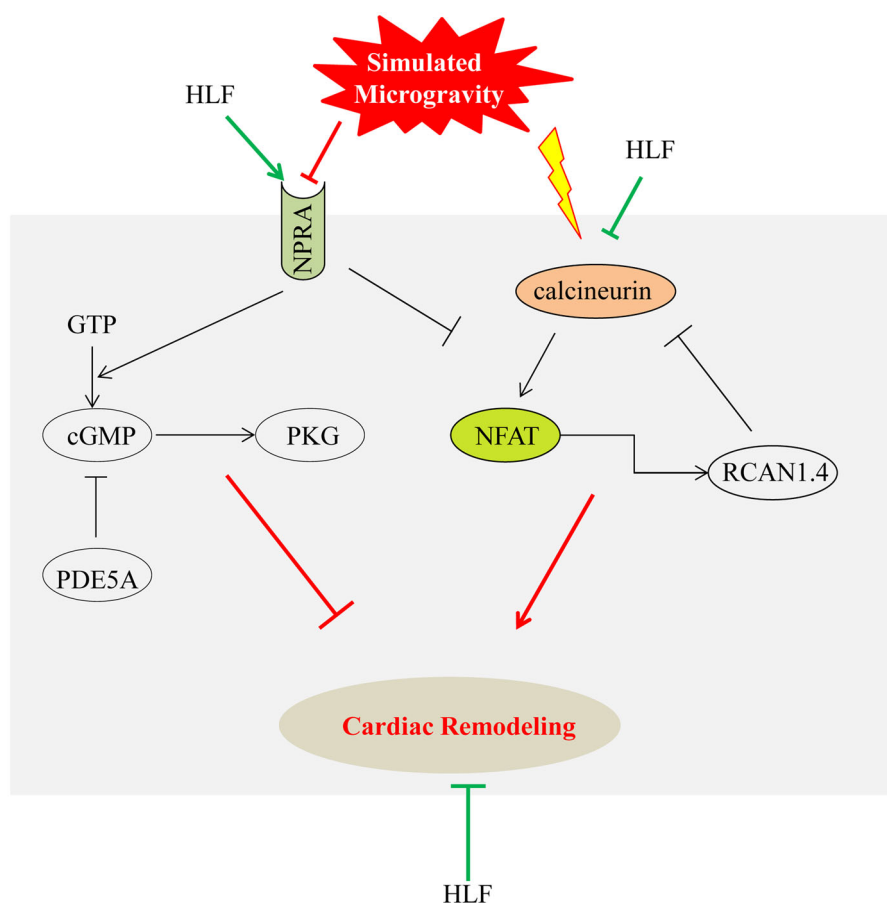 Simulated
Microgravity
HLF
HLF
NPRA
calcineurin
GTP
cGMP
PKG
NFAT
RCAN1.4
PDE5A
Cardiac Remodeling
HLF